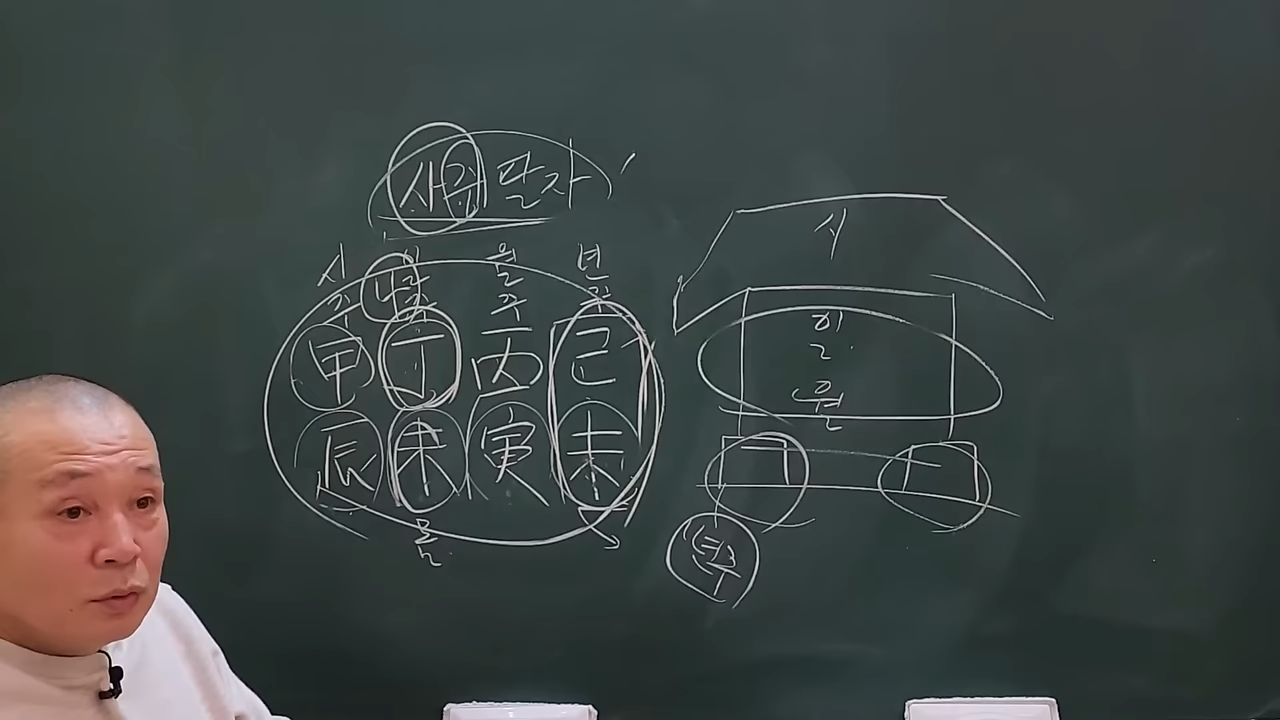 사주팔자
시주 일주 월주 년주
나
甲 丁 丙 己
辰 未 寅 未
몸
시
일
월